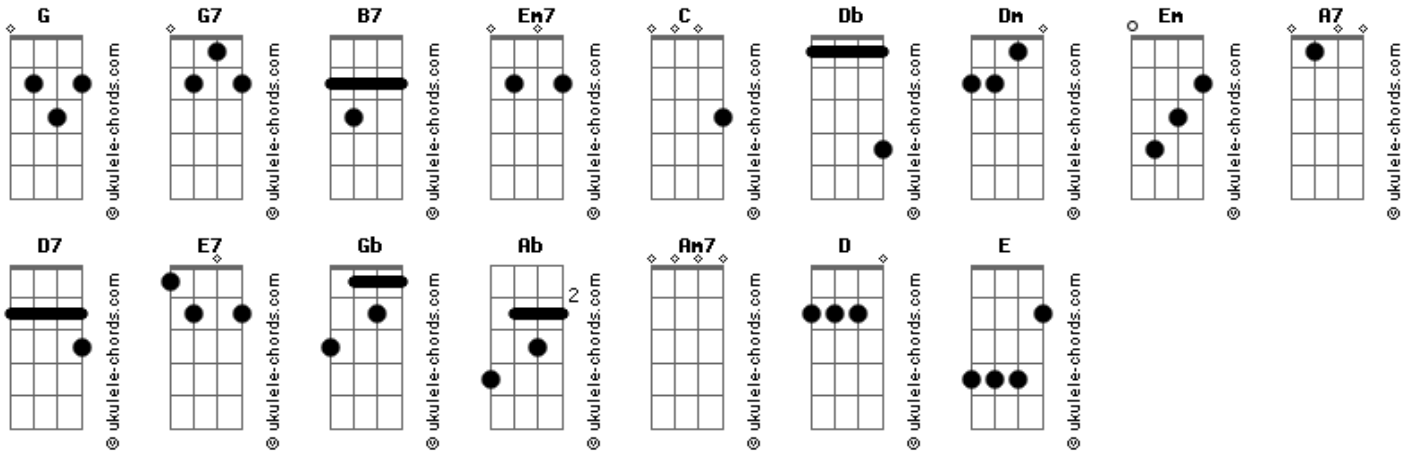 G G7 B7 Em7 C Db Dm Em A7
© ukulele-chords.com © ukulele-chords.com © ukulele-chords.com © ukulele-chords.com © ukulele-chords.com © ukulele-chords.com © ukulele-chords.com © ukulele-chords.com © ukulele-chords.com
D7 E7 Gb Ab Am7 D E
2
© ukulele-chords.com © ukulele-chords.com © ukulele-chords.com © ukulele-chords.com © ukulele-chords.com © ukulele-chords.com © ukulele-chords.com